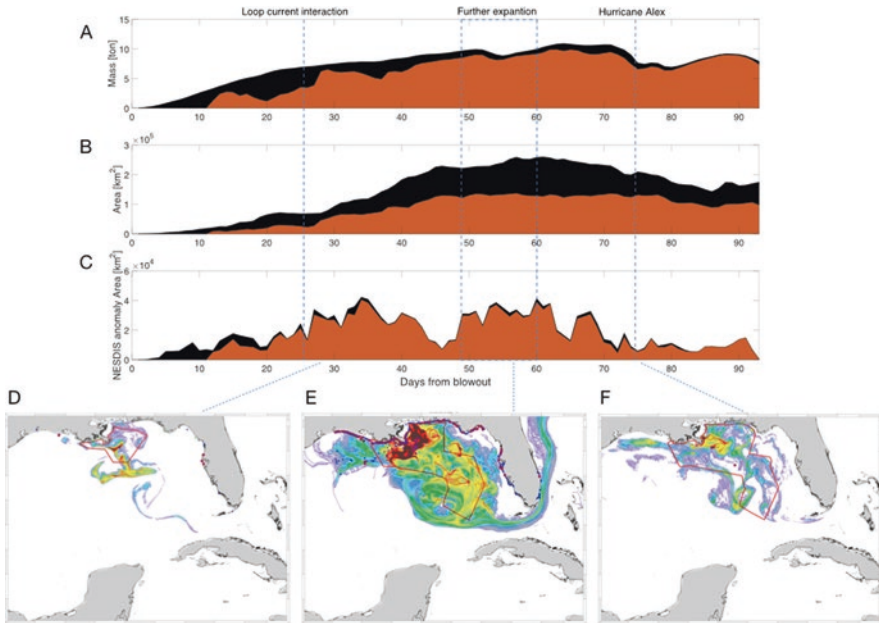 Loop current interaction Further expantion Hurricane Alex
A
Mass [ton]
15
10
5
0
0 10 20 30 40 50 60 70 80 90
B
×10⁵
Area [km²]
3
2
1
0
0 10 20 30 40 50 60 70 80 90
C
×10⁴
NESDIS anomaly Area [km²]
6
4
2
0
0 10 20 30 40 50 60 70 80 90
Days from blowout
D E F